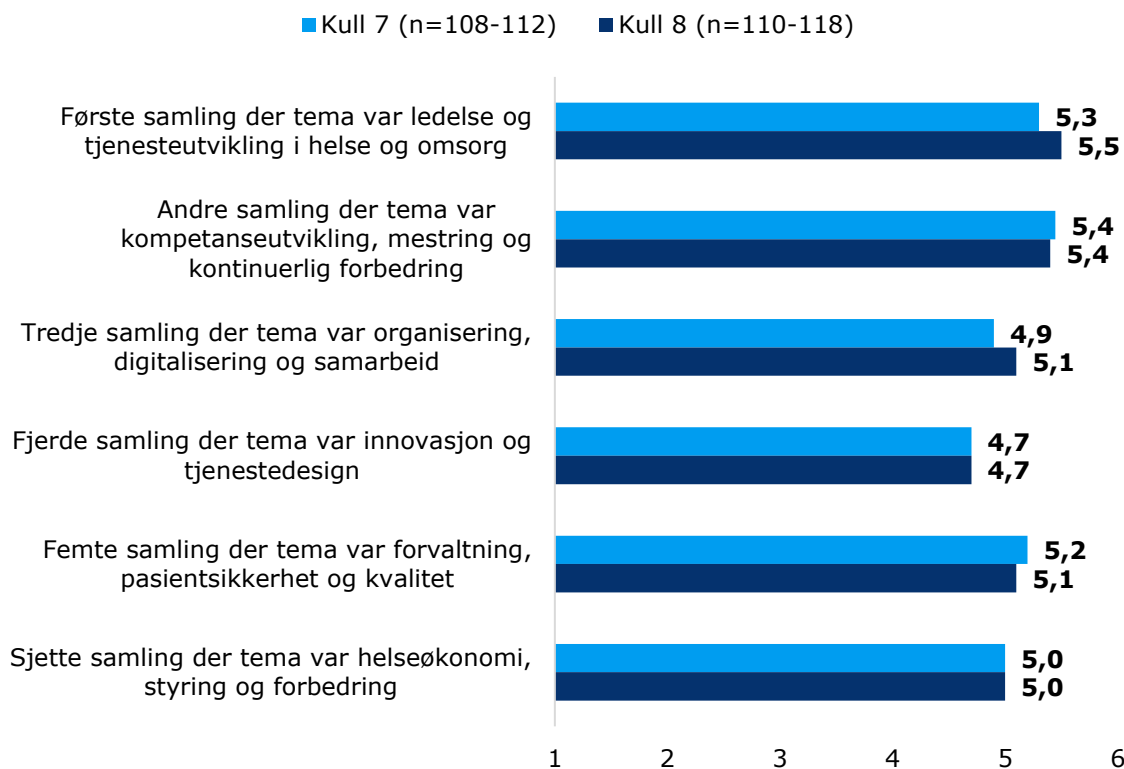 Kull 7 (n=108-112) Kull 8 (n=110-118)
Første samling der tema var ledelse og
tjenesteutvikling i helse og omsorg
5,3
5,5
Andre samling der tema var
kompetanseutvikling, mestring og
kontinuerlig forbedring
5,4
5,4
Tredje samling der tema var organisering,
digitalisering og samarbeid
4,9
5,1
Fjerde samling der tema var innovasjon og
tjenestedesign
4,7
4,7
Femte samling der tema var forvaltning,
pasientsikkerhet og kvalitet
5,2
5,1
Sjette samling der tema var helseøkonomi,
styring og forbedring
5,0
5,0
1 2 3 4 5 6